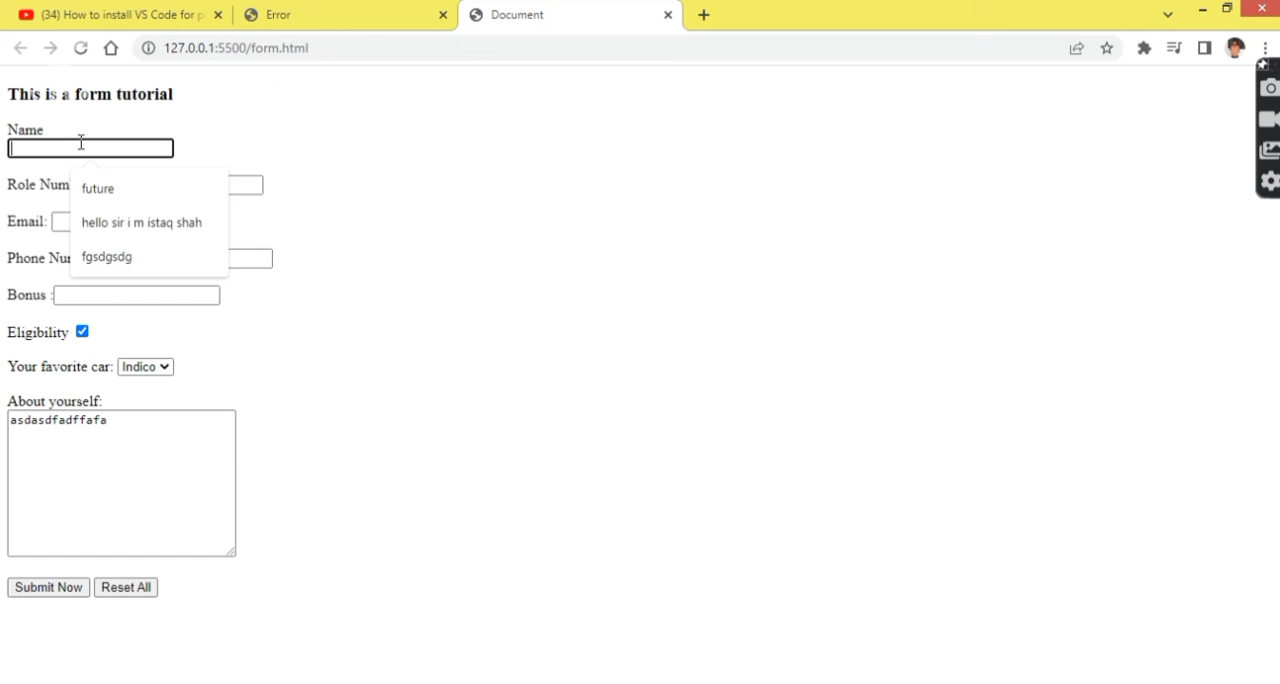 (34) How to install VS Code for p
Error
Document
127.0.0.1:5500/form.html
This is a form tutorial
Name
Role Num
future
Email:
hello sir i m istaq shah
Phone Nu
fgsdgsdg
Bonus :
Eligibility
Your favorite car: Indico
About yourself:
asdasdfadffafa
Submit Now Reset All